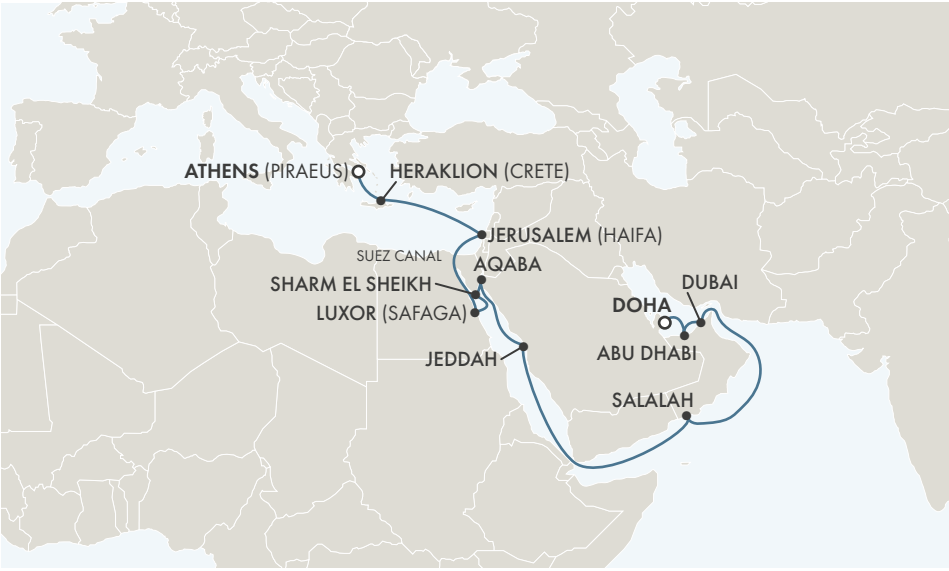 ATHENS (PIRAEUS)
HERAKLION (CRETE)
JERUSALEM (HAIFA)
SUEZ CANAL
AQABA
SHARM EL SHEIKH
LUXOR (SAFAGA)
DUBAI
DOHA
ABU DHABI
JEDDAH
SALALAH